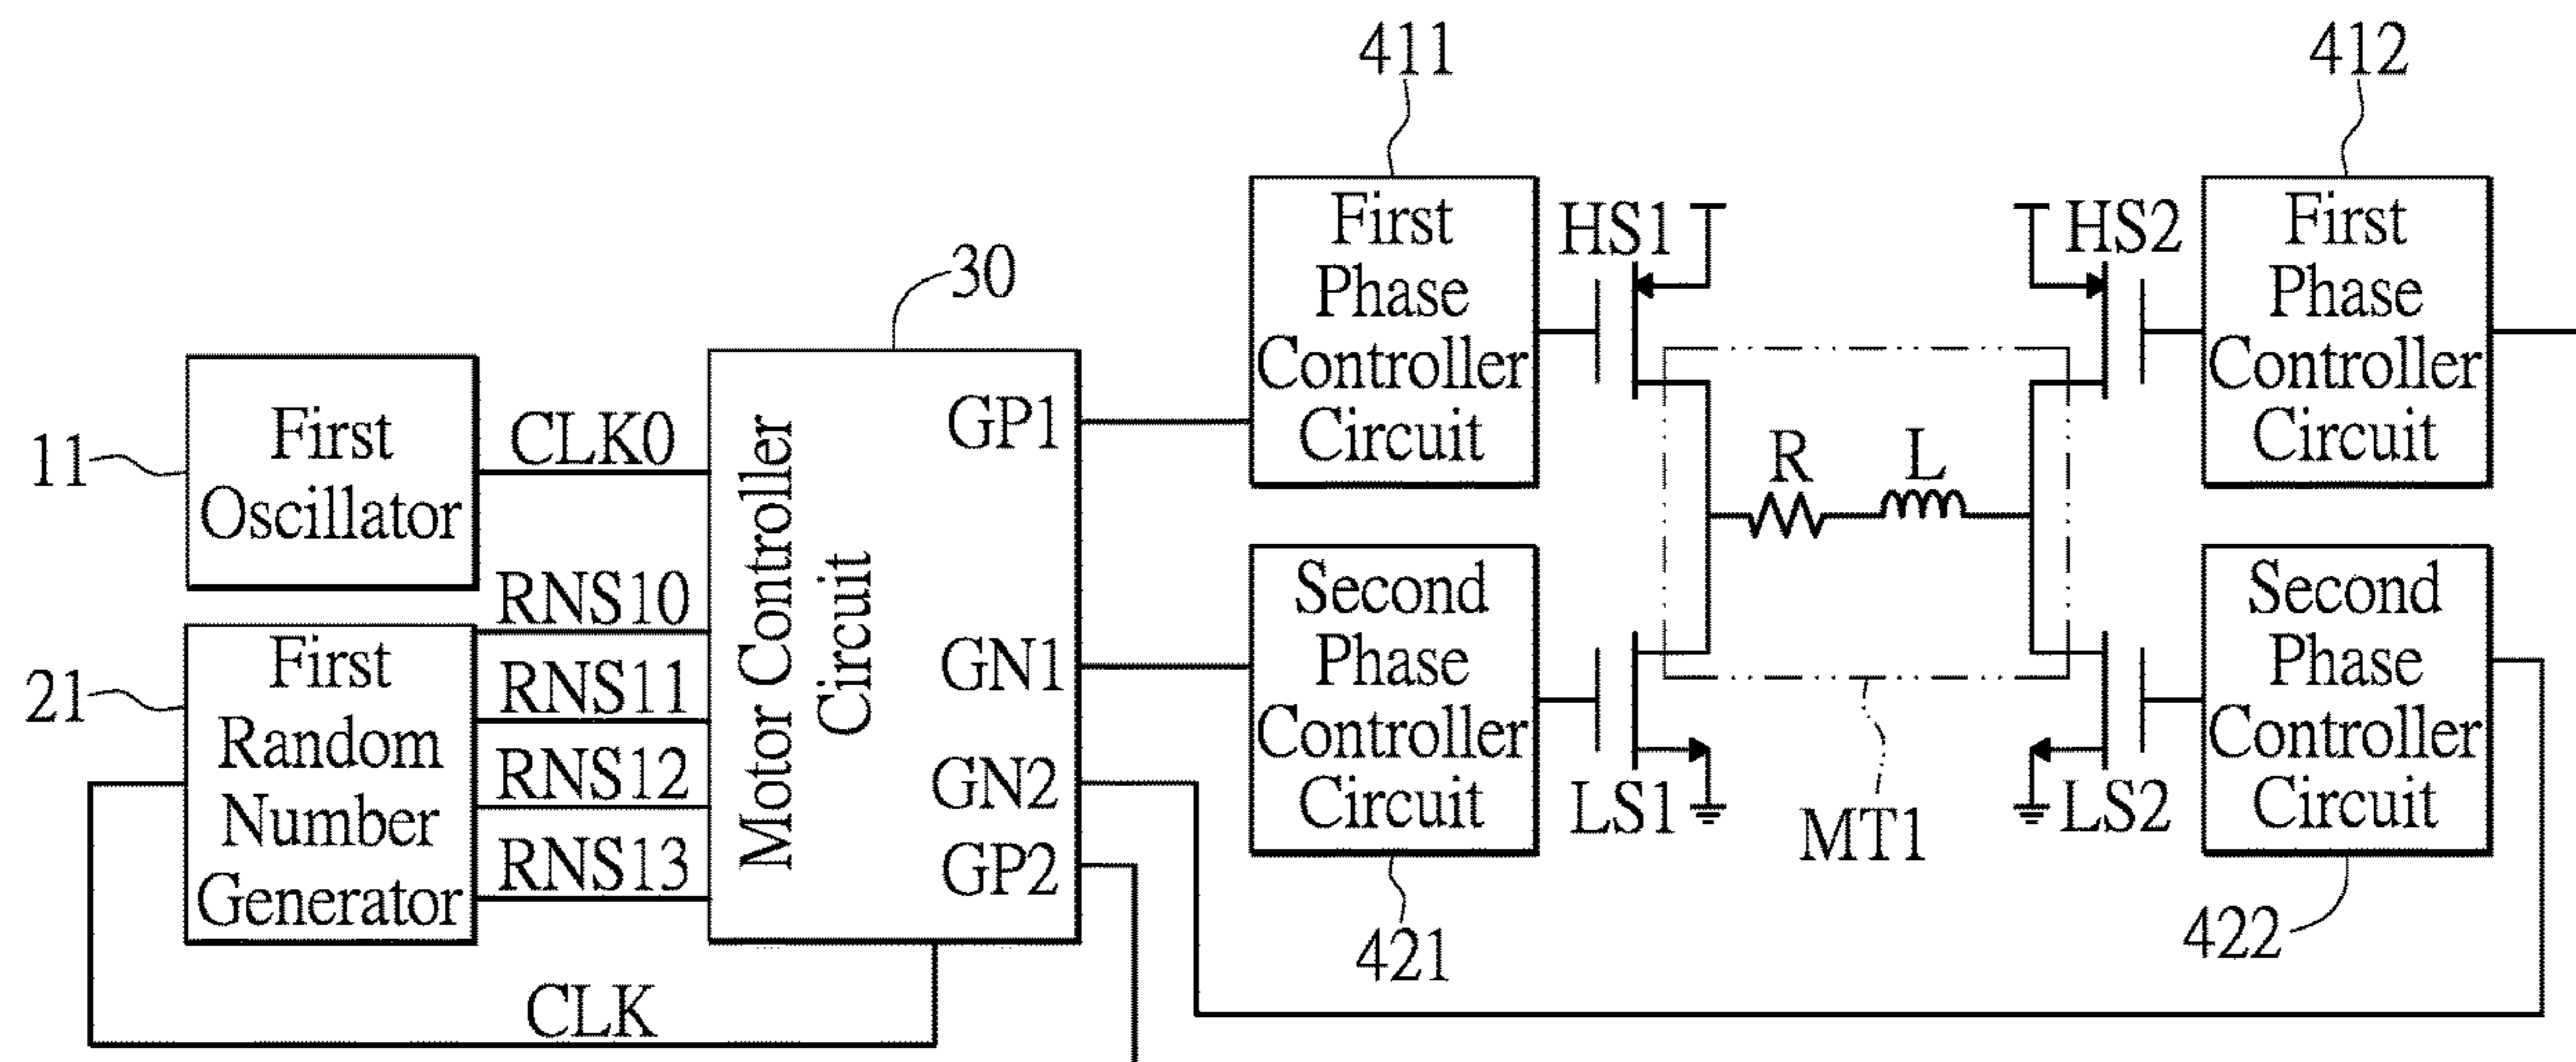 411
412
30
First
Phase
Controller
Circuit
HS1
HS2
First
Phase
Controller
Circuit
11
First
Oscillator
CLK0
Motor Controller
Circuit
GP1
GN1
GN2
GP2
R
L
21
First
Random
Number
Generator
RNS10
RNS11
RNS12
RNS13
CLK
Second
Phase
Controller
Circuit
LS1
MT1
LS2
Second
Phase
Controller
Circuit
421
422